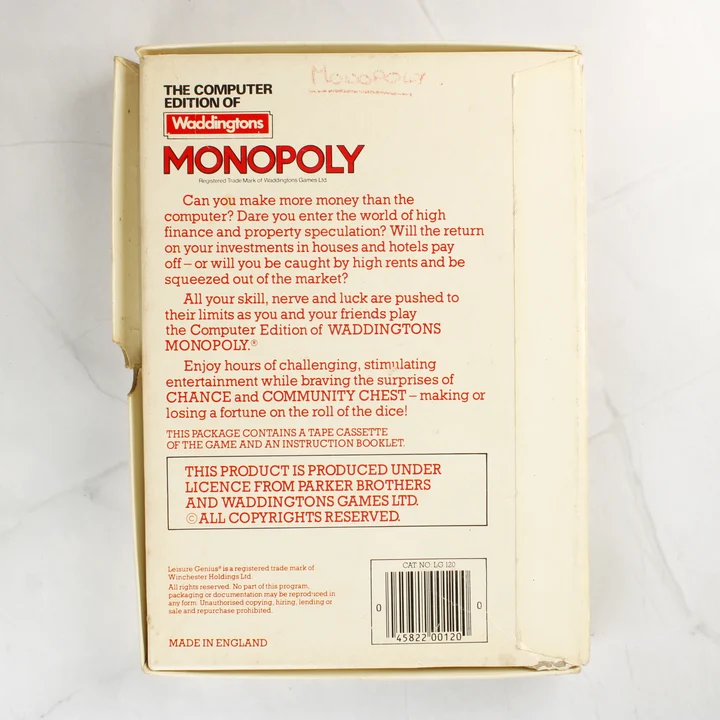 MONOPOLY
THE COMPUTER
EDITION OF
Waddingtons
MONOPOLY
Registered Trade Mark of Waddingtons Games Ltd.
Can you make more money than the
computer? Dare you enter the world of high
finance and property speculation? Will the return
on your investments in houses and hotels pay
off – or will you be caught by high rents and be
squeezed out of the market?
All your skill, nerve and luck are pushed to
their limits as you and your friends play
the Computer Edition of WADDINGTONS
MONOPOLY.®
Enjoy hours of challenging, stimulating
entertainment while braving the surprises of
CHANCE and COMMUNITY CHEST – making or
losing a fortune on the roll of the dice!
THIS PACKAGE CONTAINS A TAPE CASSETTE
OF THE GAME AND AN INSTRUCTION BOOKLET.
THIS PRODUCT IS PRODUCED UNDER
LICENCE FROM PARKER BROTHERS
AND WADDINGTONS GAMES LTD.
©ALL COPYRIGHTS RESERVED.
Leisure Genius® is a registered trade mark of
Winchester Holdings Ltd.
All rights reserved. No part of this program,
packaging or documentation may be reproduced in
any form. Unauthorised copying, hiring, lending or
sale and repurchase prohibited.
MADE IN ENGLAND
CAT. NO. LG 120
0 45822 00120 0